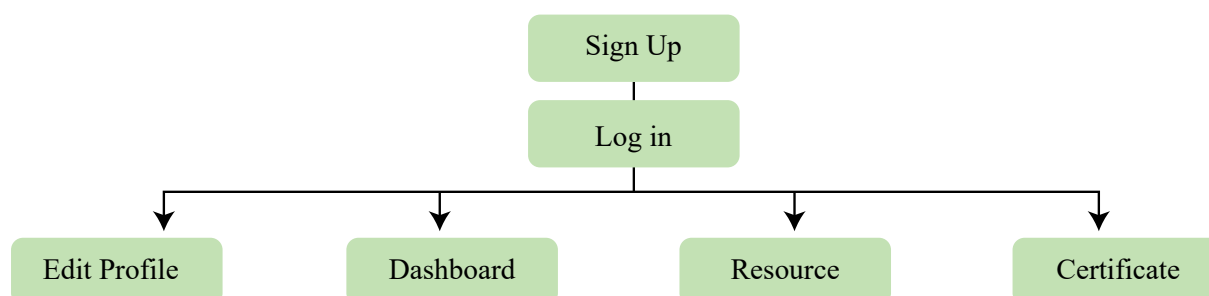 Sign Up
Log in
Edit Profile
Dashboard
Resource
Certificate